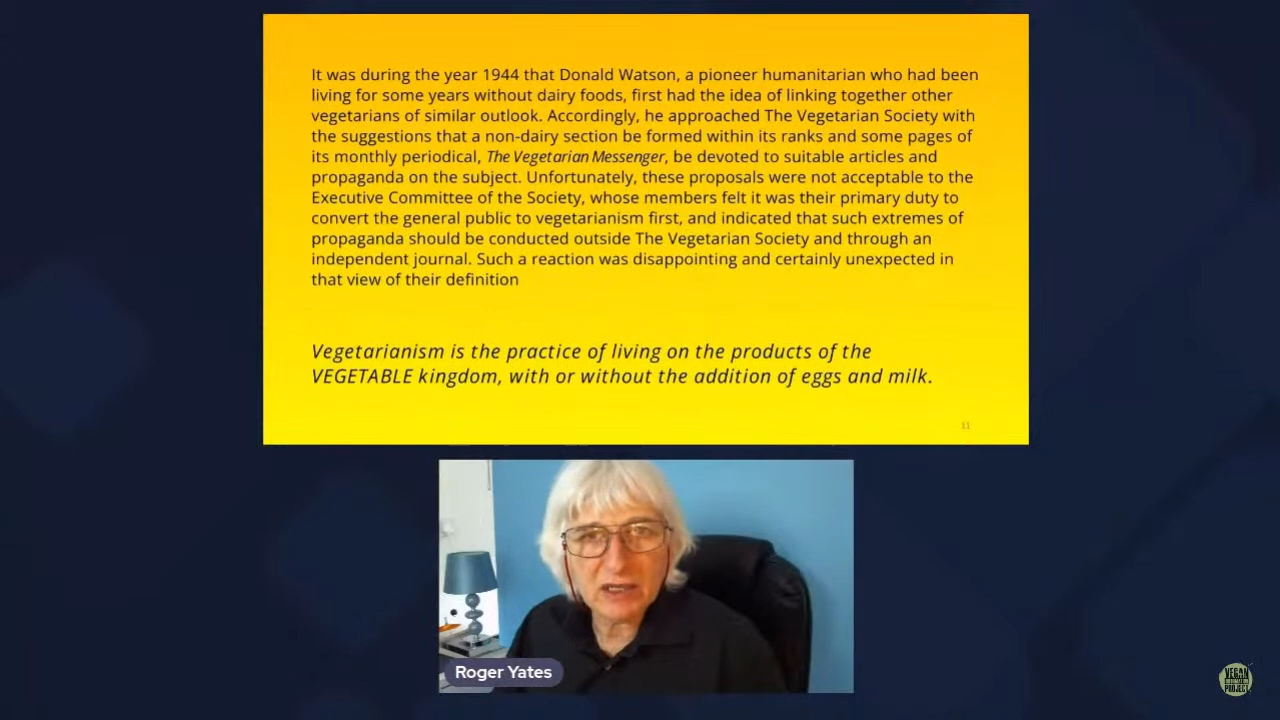 It was during the year 1944 that Donald Watson, a pioneer humanitarian who had been
living for some years without dairy foods, first had the idea of linking together other
vegetarians of similar outlook. Accordingly, he approached The Vegetarian Society with
the suggestions that a non-dairy section be formed within its ranks and some pages of
its monthly periodical, The Vegetarian Messenger, be devoted to suitable articles and
propaganda on the subject. Unfortunately, these proposals were not acceptable to the
Executive Committee of the Society, whose members felt it was their primary duty to
convert the general public to vegetarianism first, and indicated that such extremes of
propaganda should be conducted outside The Vegetarian Society and through an
independent journal. Such a reaction was disappointing and certainly unexpected in
that view of their definition
Vegetarianism is the practice of living on the products of the
VEGETABLE kingdom, with or without the addition of eggs and milk.
11
Roger Yates
VEGAN
PROJECT